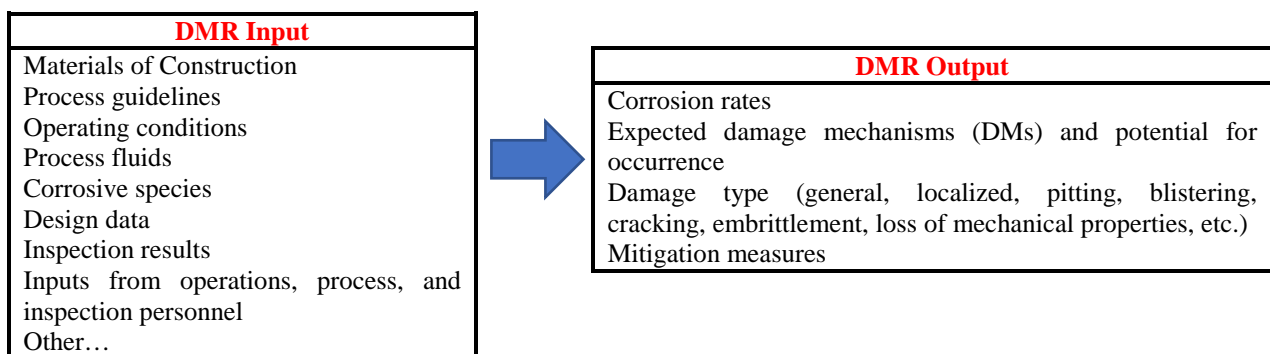 DMR Input
Materials of Construction
Process guidelines
Operating conditions
Process fluids
Corrosive species
Design data
Inspection results
Inputs from operations, process, and
inspection personnel
Other…
DMR Output
Corrosion rates
Expected damage mechanisms (DMs) and potential for
occurrence
Damage type (general, localized, pitting, blistering,
cracking, embrittlement, loss of mechanical properties, etc.)
Mitigation measures